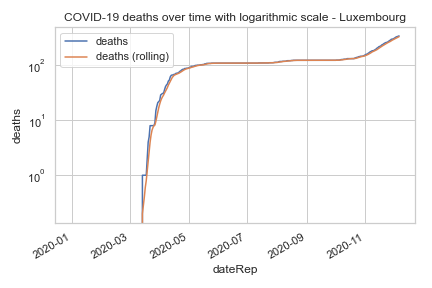 COVID-19 deaths over time with logarithmic scale - Luxembourg
deaths
deaths (rolling)
10²
10¹
10⁰
deaths
2020-01
2020-03
2020-05
2020-07
2020-09
2020-11
dateRep